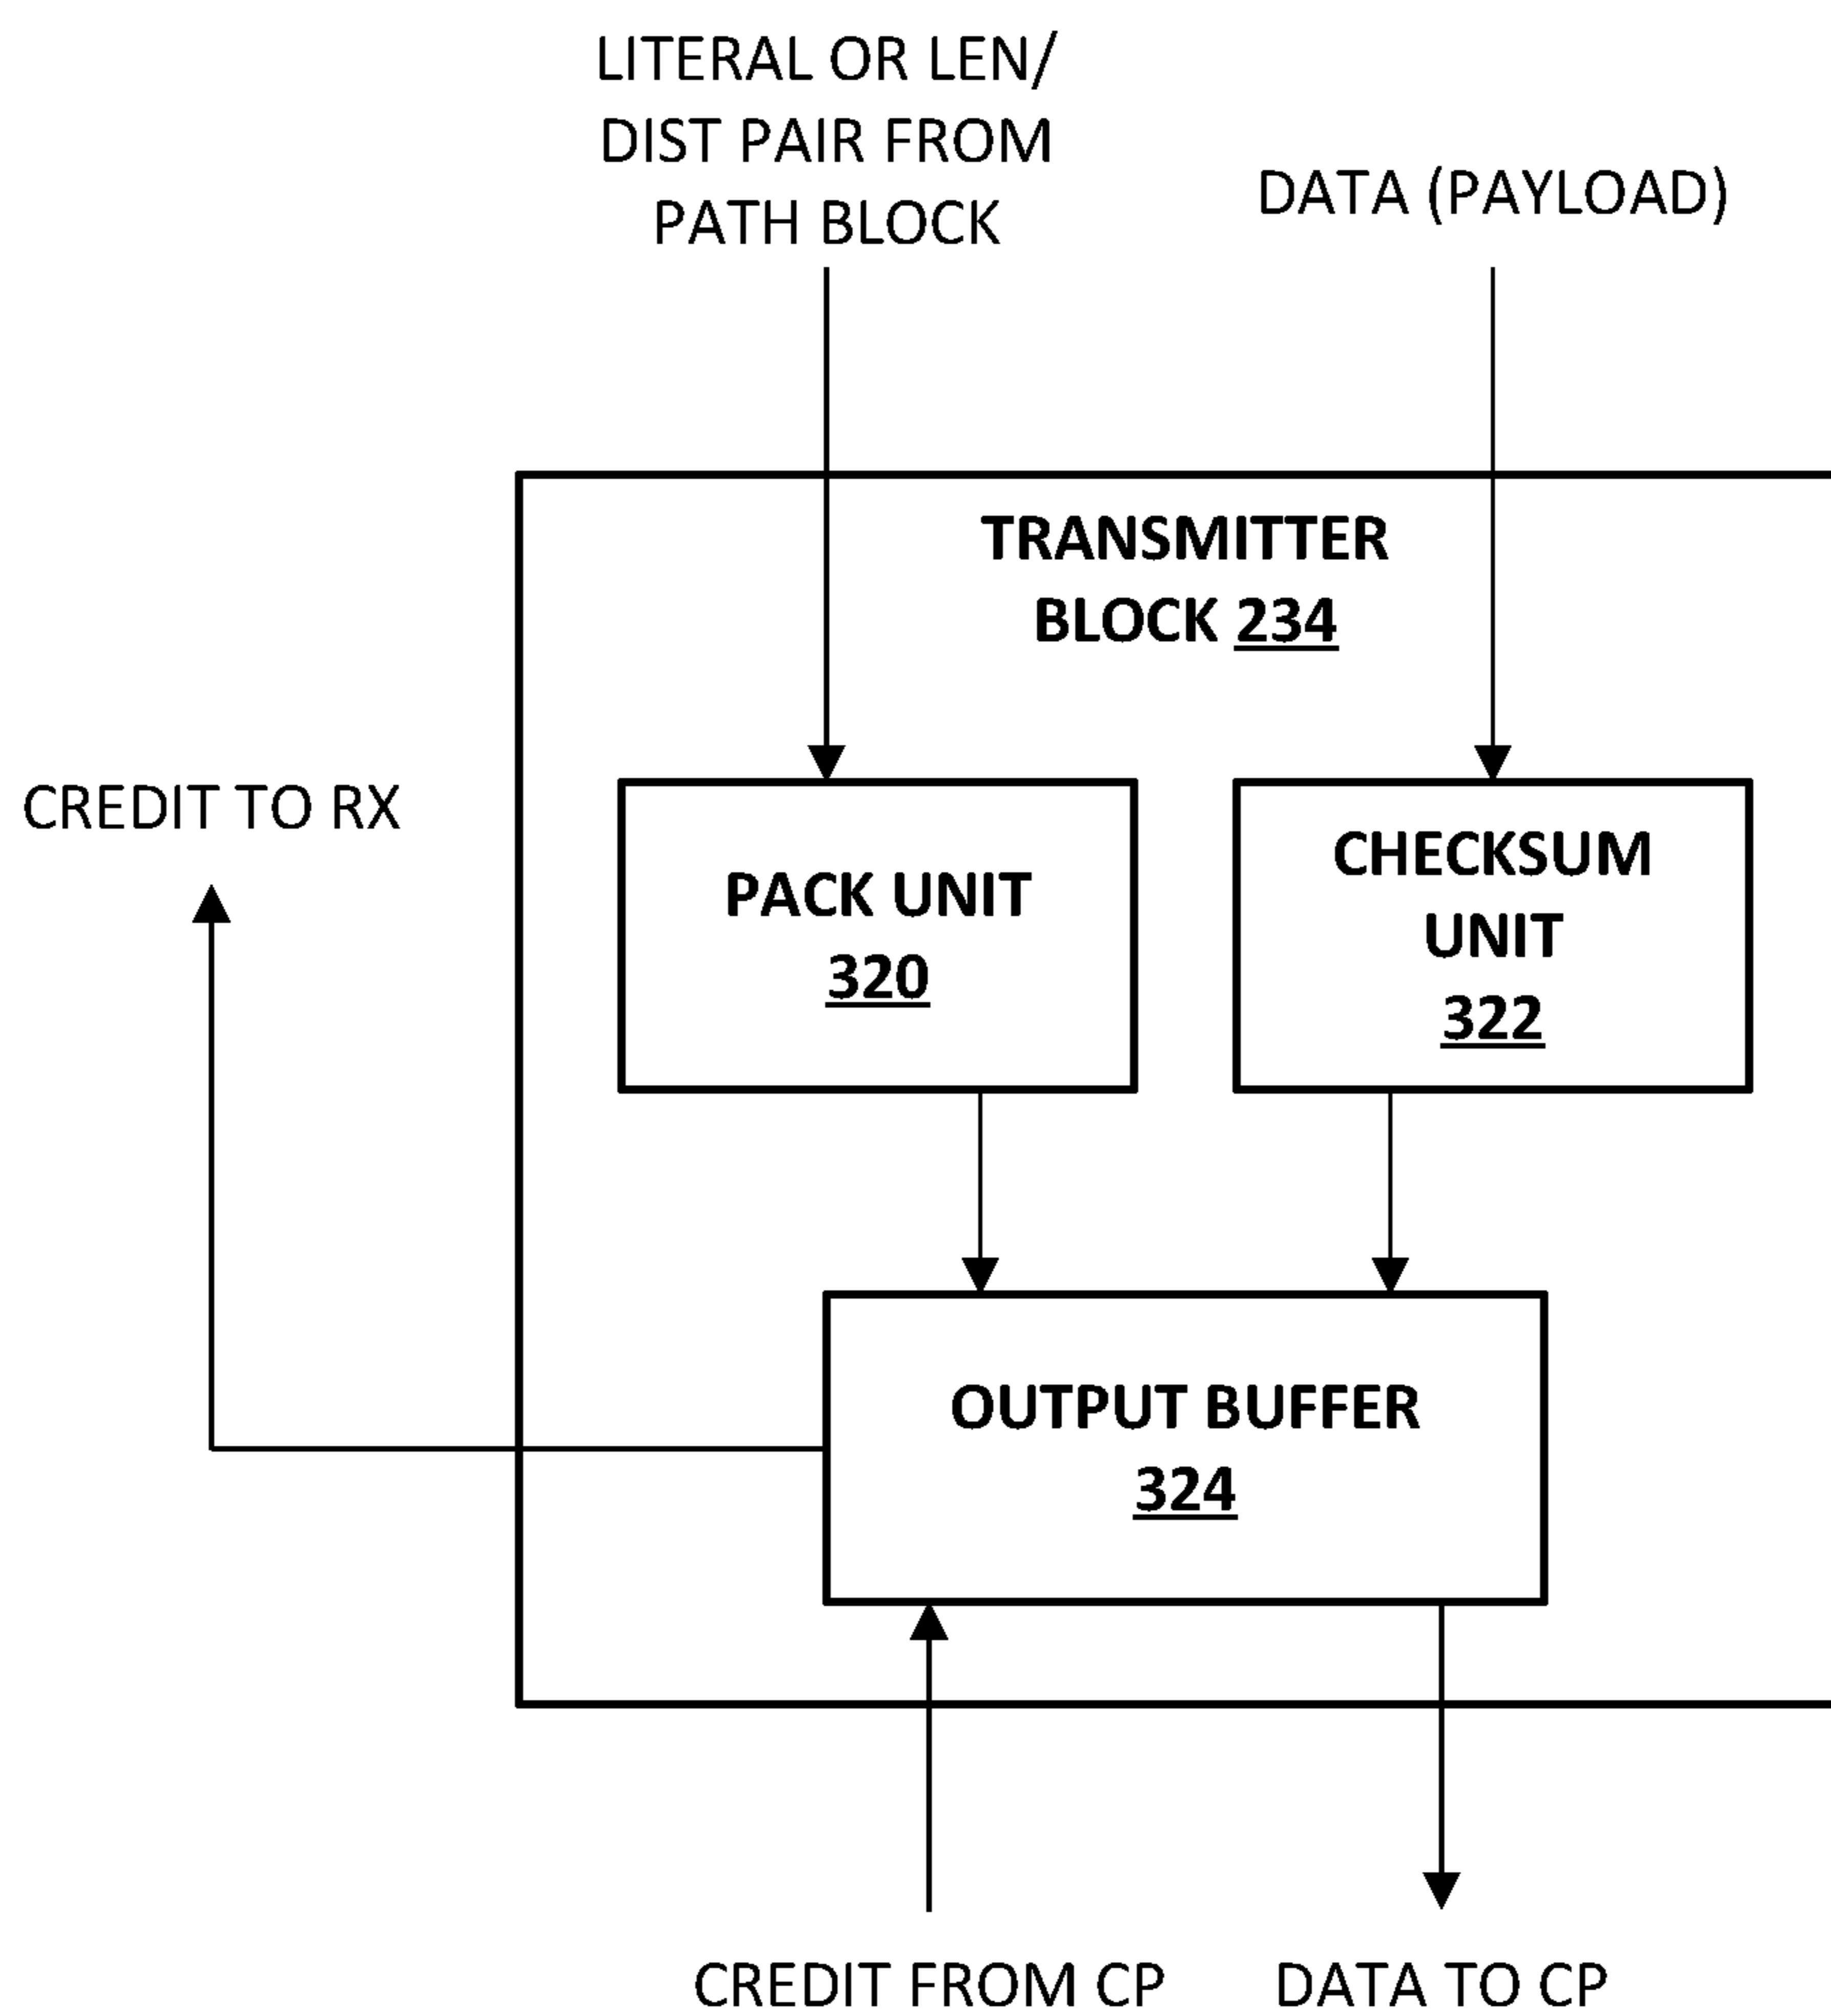 LITERAL OR LEN/
DIST PAIR FROM
PATH BLOCK
DATA (PAYLOAD)
TRANSMITTER
BLOCK 234
CREDIT TO RX
PACK UNIT
320
CHECKSUM
UNIT
322
OUTPUT BUFFER
324
CREDIT FROM CP
DATA TO CP